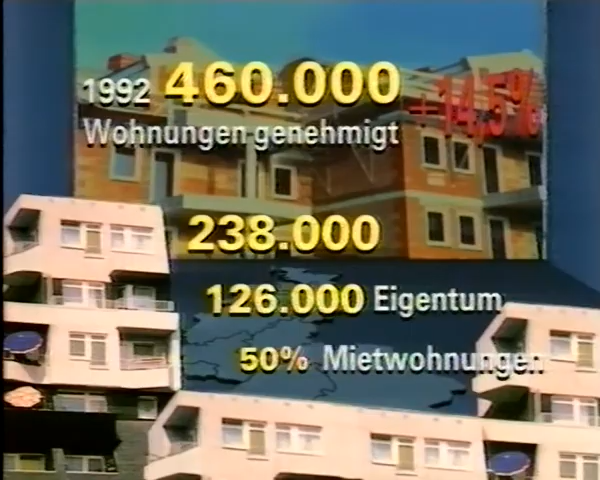 1992 460.000 +14,5%
Wohnungen genehmigt
238.000
126.000 Eigentum
50% Mietwohnungen